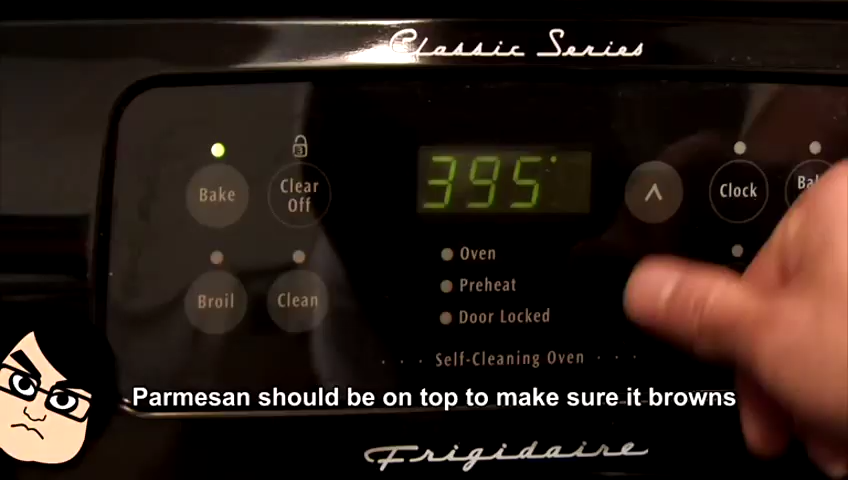 Classic Series
3
Bake
Clear
Off
395°
Clock
Broil
Clean
Oven
Preheat
Door Locked
Self-Cleaning Oven
Parmesan should be on top to make sure it browns
Frigidaire